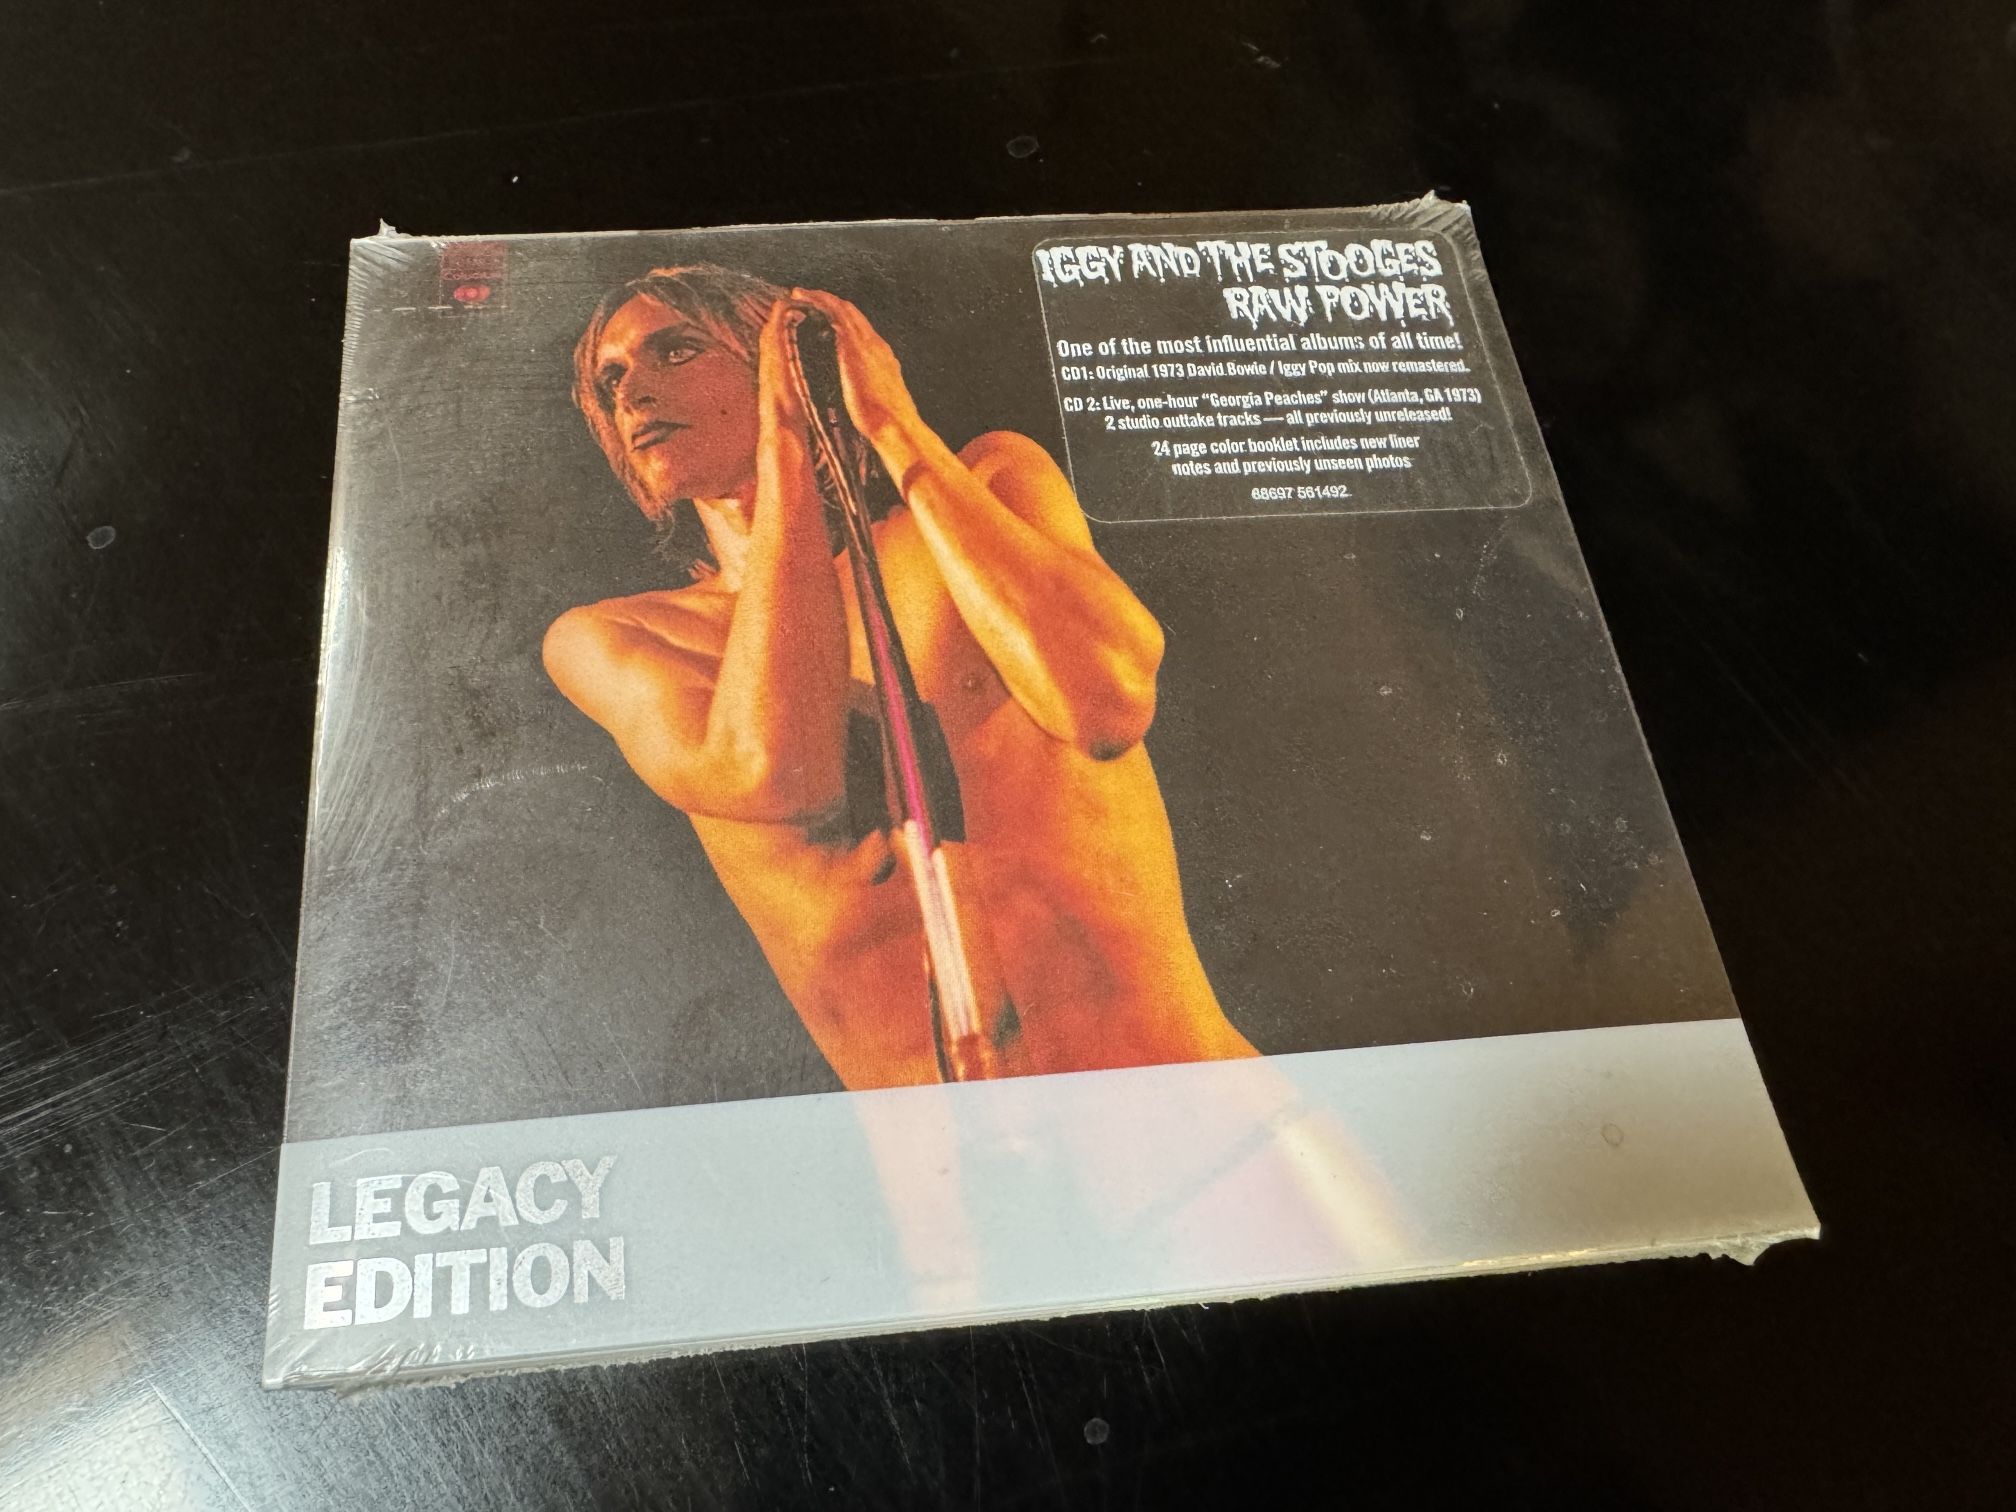 IGGY AND THE STOOGES
RAW POWER
One of the most influential albums of all time!
CD1: Original 1973 David Bowie / Iggy Pop mix now remastered.
CD 2: Live, one-hour “Georgia Peaches” show (Atlanta, GA 1973)
2 studio outtake tracks — all previously unreleased!
24 page color booklet includes new liner
notes and previously unseen photos
88697 561492
LEGACY
EDITION